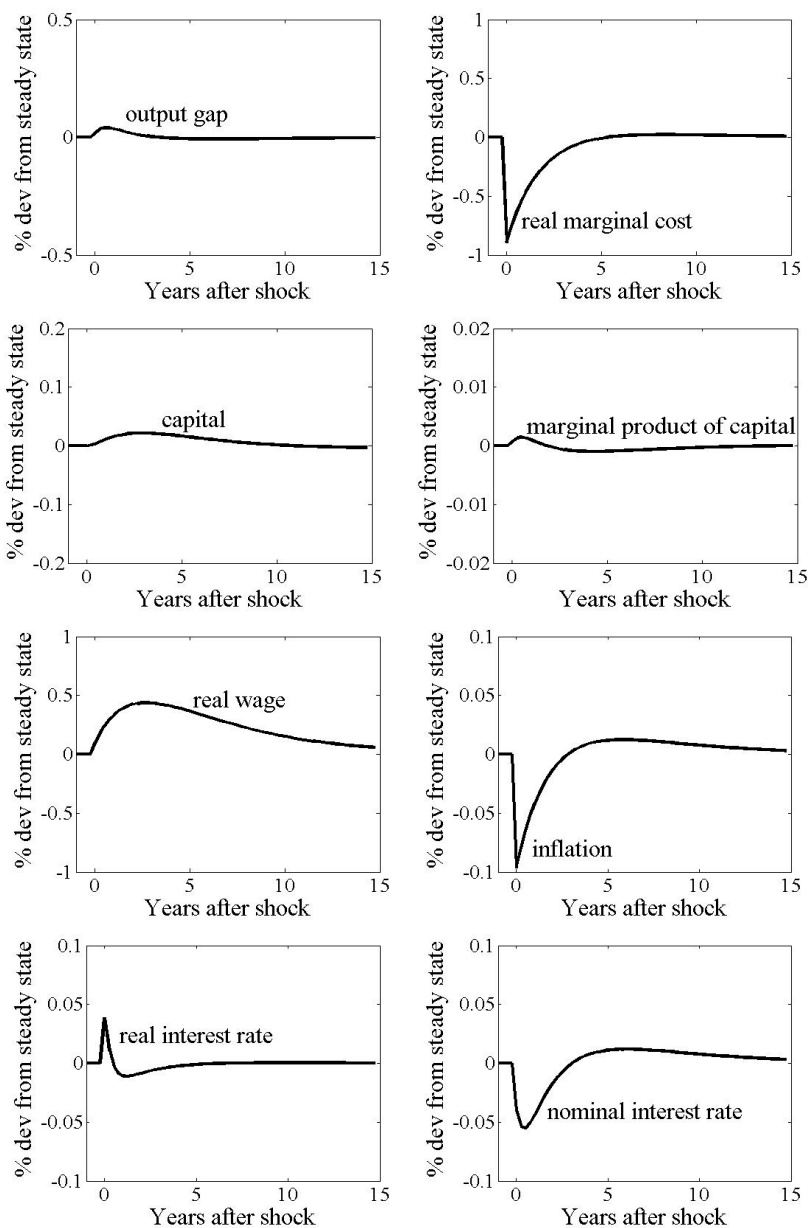 % dev from steady state
0.5
0
-0.5
output gap
0 5 10 15
Years after shock
% dev from steady state
1
0.5
0
-0.5
-1
real marginal cost
0 5 10 15
Years after shock
% dev from steady state
0.2
0.1
0
-0.1
-0.2
capital
0 5 10 15
Years after shock
% dev from steady state
0.02
0.01
0
-0.01
-0.02
marginal product of capital
0 5 10 15
Years after shock
% dev from steady state
1
0.5
0
-0.5
-1
real wage
0 5 10 15
Years after shock
% dev from steady state
0.1
0.05
0
-0.05
-0.1
inflation
0 5 10 15
Years after shock
% dev from steady state
0.1
0.05
0
-0.05
-0.1
real interest rate
0 5 10 15
Years after shock
% dev from steady state
0.1
0.05
0
-0.05
-0.1
nominal interest rate
0 5 10 15
Years after shock